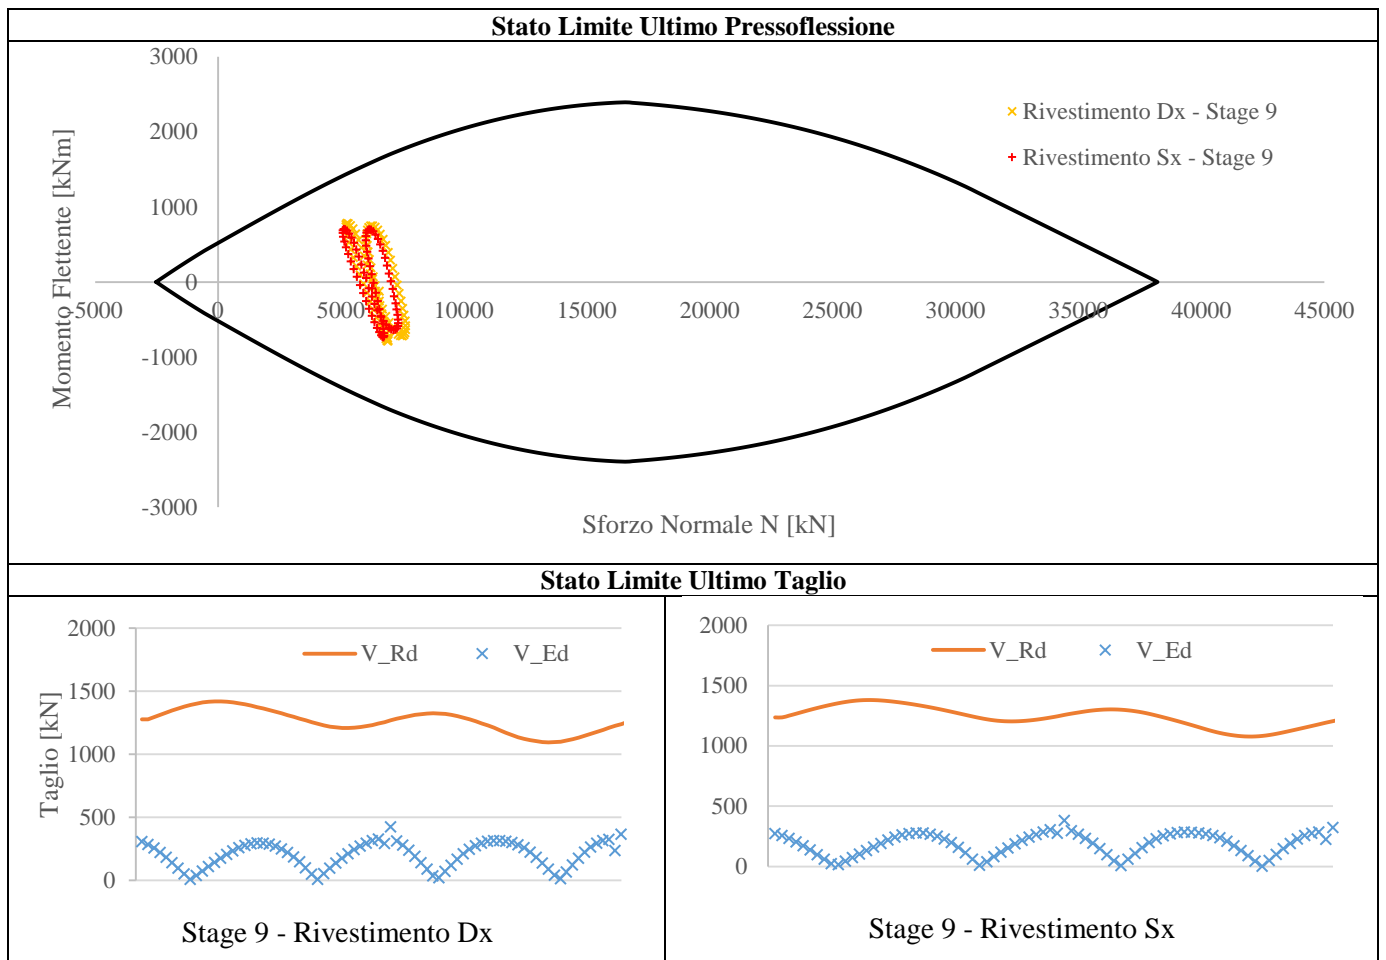 Stato Limite Ultimo Pressoflessione
3000
2000
1000
0
-1000
-2000
-3000
Momento Flettente [kNm]
-5000 0 5000 10000 15000 20000 25000 30000 35000 40000 45000
Sforzo Normale N [kN]
Rivestimento Dx - Stage 9
Rivestimento Sx - Stage 9
Stato Limite Ultimo Taglio
2000
1500
1000
500
0
Taglio [kN]
V_Rd V_Ed
Stage 9 - Rivestimento Dx
2000
1500
1000
500
0
V_Rd V_Ed
Stage 9 - Rivestimento Sx